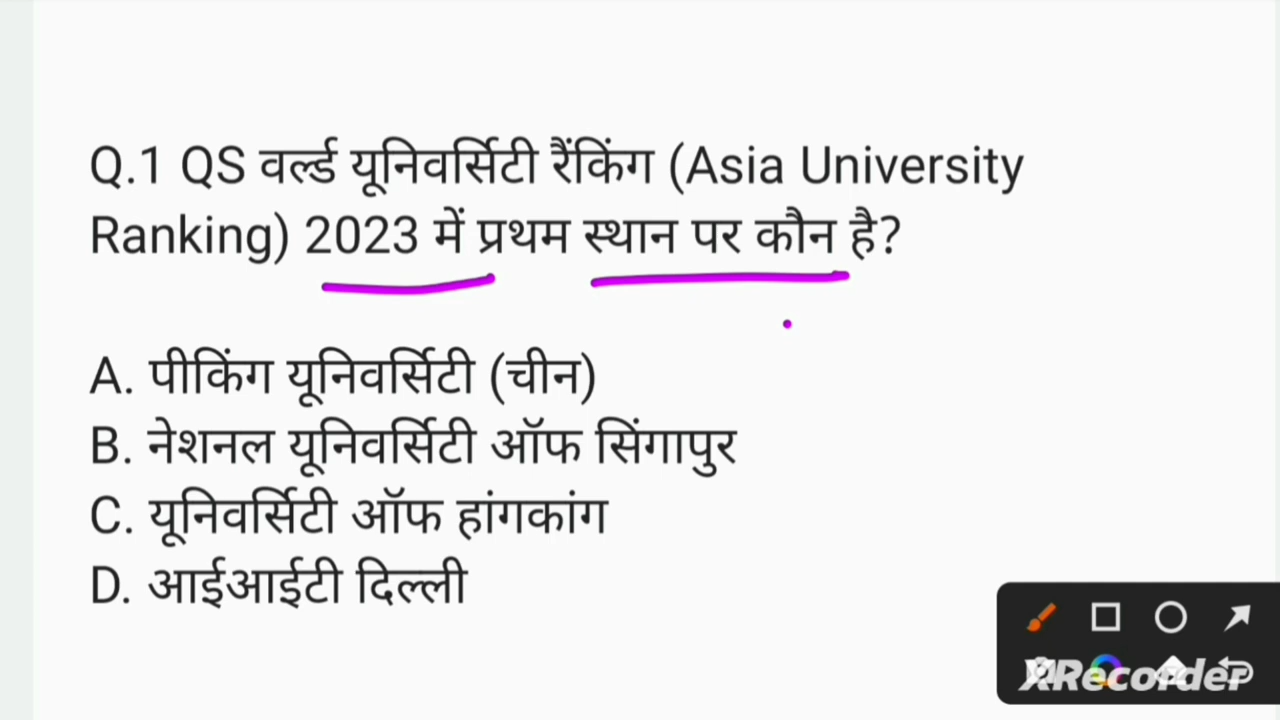 Q.1 QS वर्ल्ड यूनिवर्सिटी रैंकिंग (Asia University
Ranking) 2023 में प्रथम स्थान पर कौन है?
A. पीकिंग यूनिवर्सिटी (चीन)
B. नेशनल यूनिवर्सिटी ऑफ सिंगापुर
C. यूनिवर्सिटी ऑफ हांगकांग
D. आईआईटी दिल्ली
XRecorder